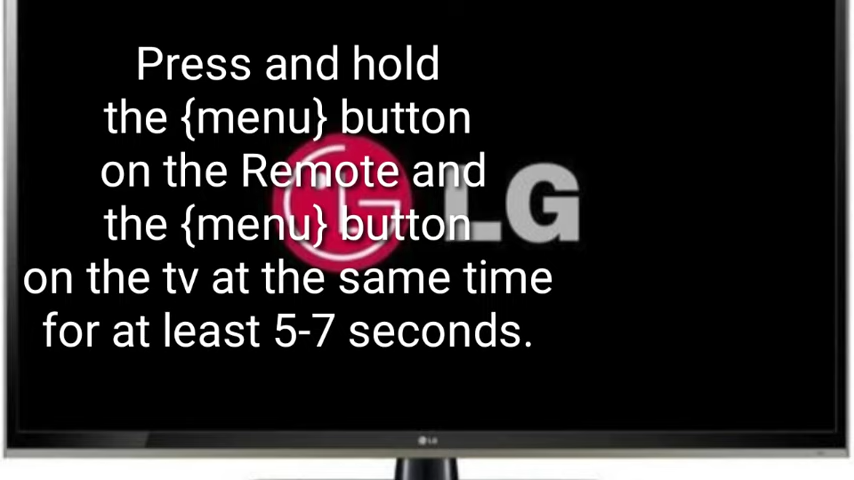 Press and hold
the {menu} button
on the Remote and
the {menu} button
on the tv at the same time
for at least 5-7 seconds.
LG
LG